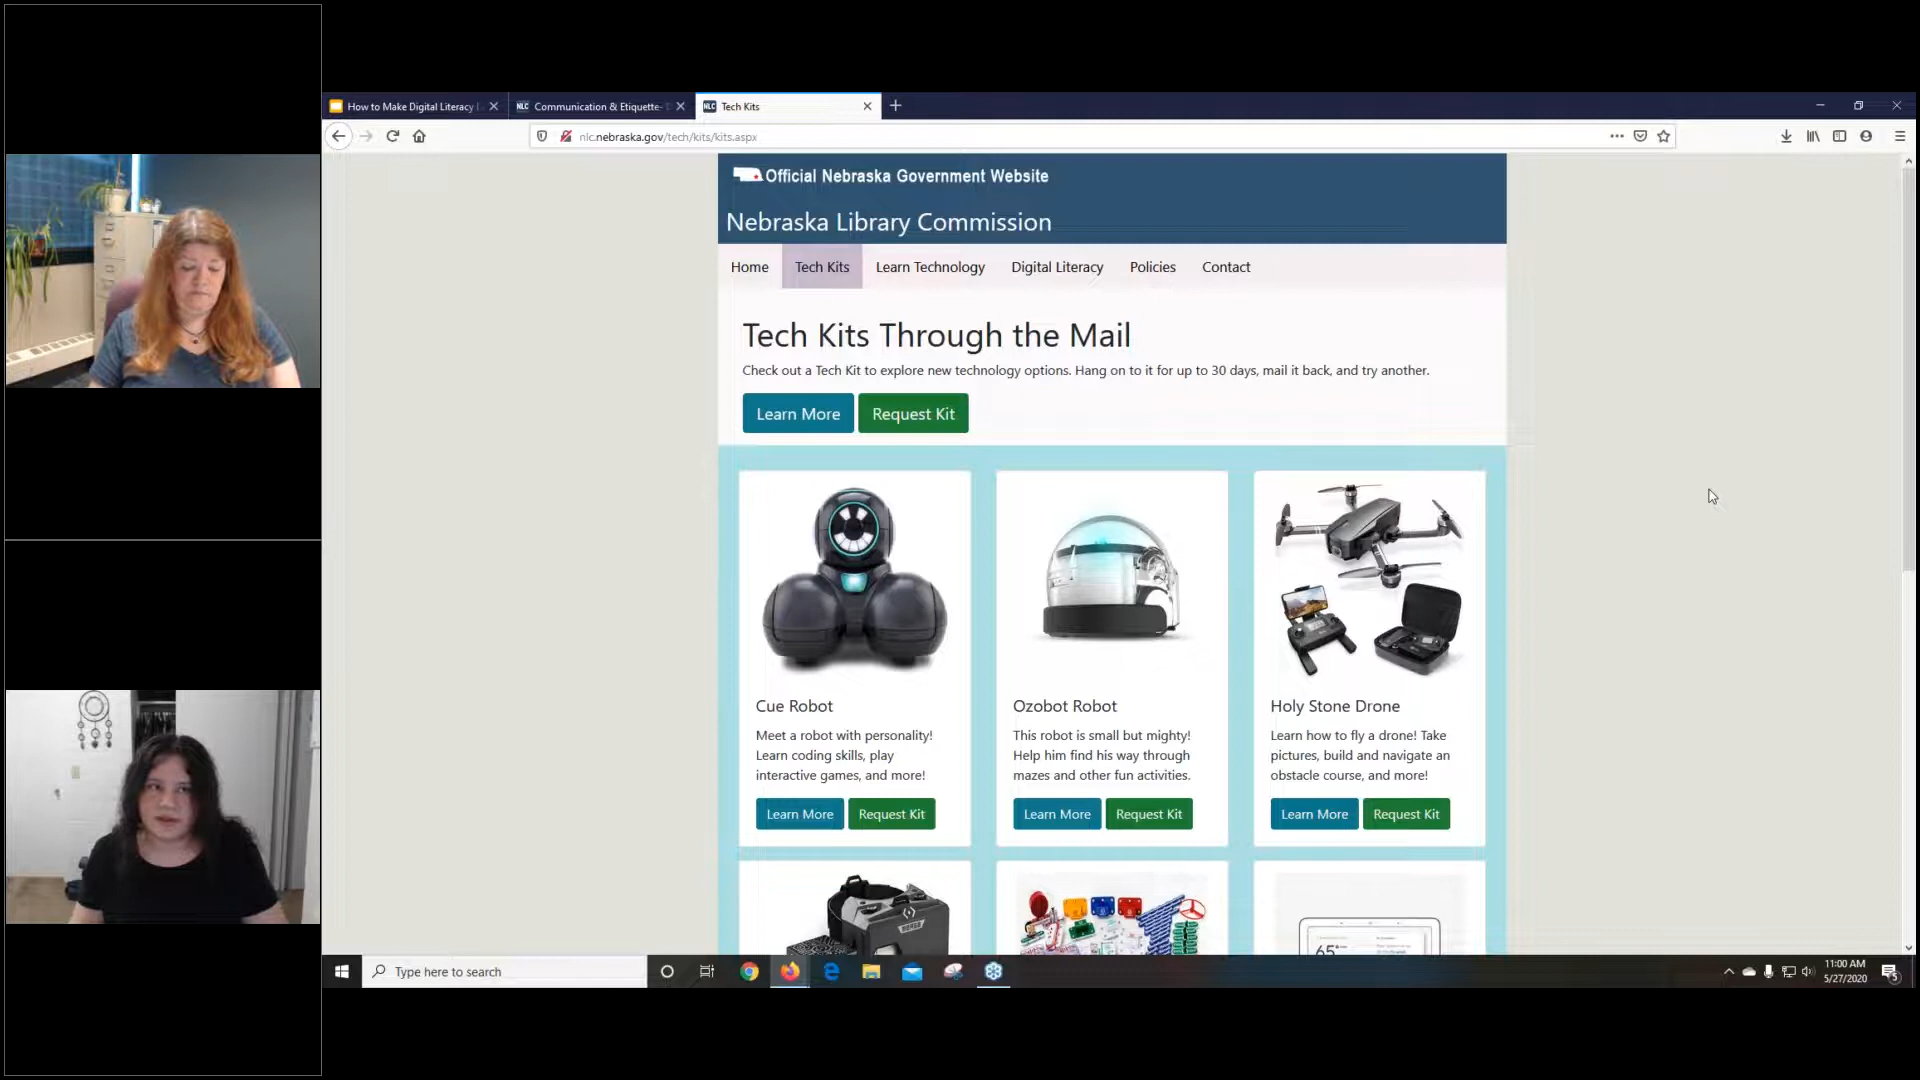 How to Make Digital Literacy
Communication & Etiquette-
Tech Kits
nlc.nebraska.gov/tech/kits/kits.aspx
Official Nebraska Government Website
Nebraska Library Commission
Home Tech Kits Learn Technology Digital Literacy Policies Contact
Tech Kits Through the Mail
Check out a Tech Kit to explore new technology options. Hang on to it for up to 30 days, mail it back, and try another.
Learn More Request Kit
Cue Robot
Meet a robot with personality!
Learn coding skills, play
interactive games, and more!
Learn More Request Kit
Ozobot Robot
This robot is small but mighty!
Help him find his way through
mazes and other fun activities.
Learn More Request Kit
Holy Stone Drone
Learn how to fly a drone! Take
pictures, build and navigate an
obstacle course, and more!
Learn More Request Kit
65°
Type here to search
11:00 AM
5/27/2020
5